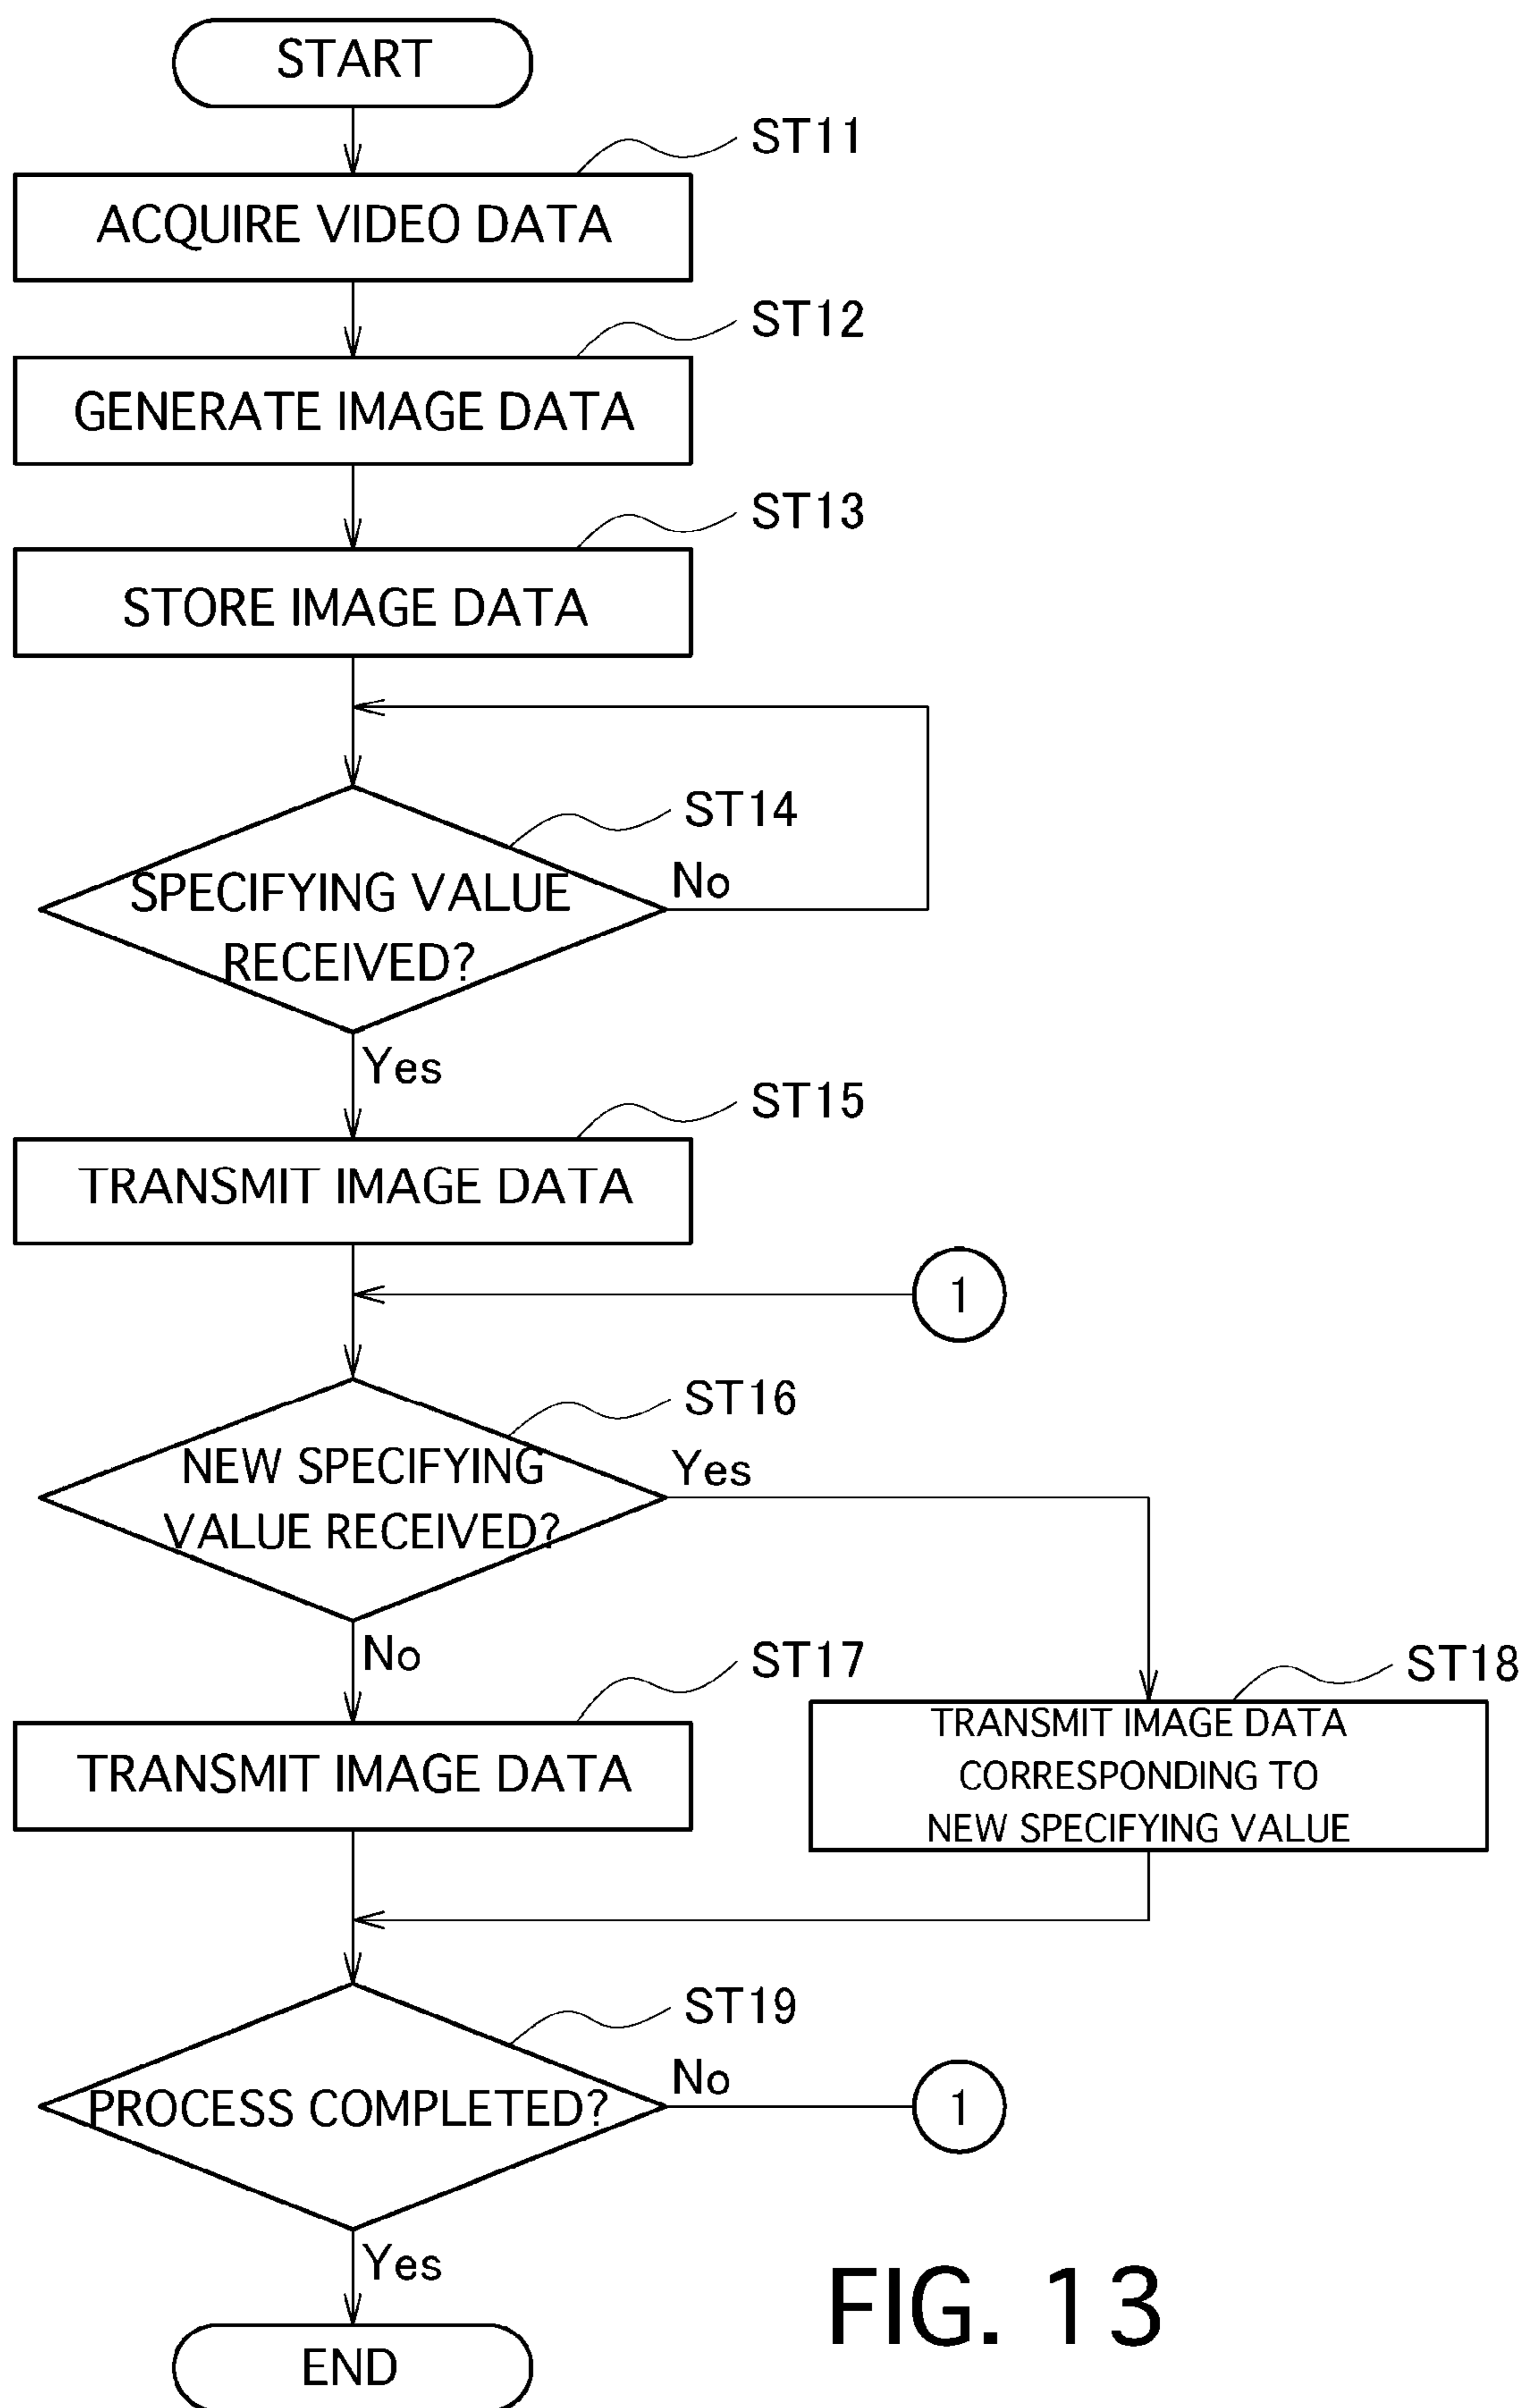 START
ST11
ACQUIRE VIDEO DATA
ST12
GENERATE IMAGE DATA
ST13
STORE IMAGE DATA
ST14
SPECIFYING VALUE
RECEIVED?
No
Yes
ST15
TRANSMIT IMAGE DATA
1
ST16
NEW SPECIFYING
VALUE RECEIVED?
Yes
No
ST17
TRANSMIT IMAGE DATA
ST18
TRANSMIT IMAGE DATA
CORRESPONDING TO
NEW SPECIFYING VALUE
ST19
PROCESS COMPLETED?
No
1
Yes
END
FIG. 13